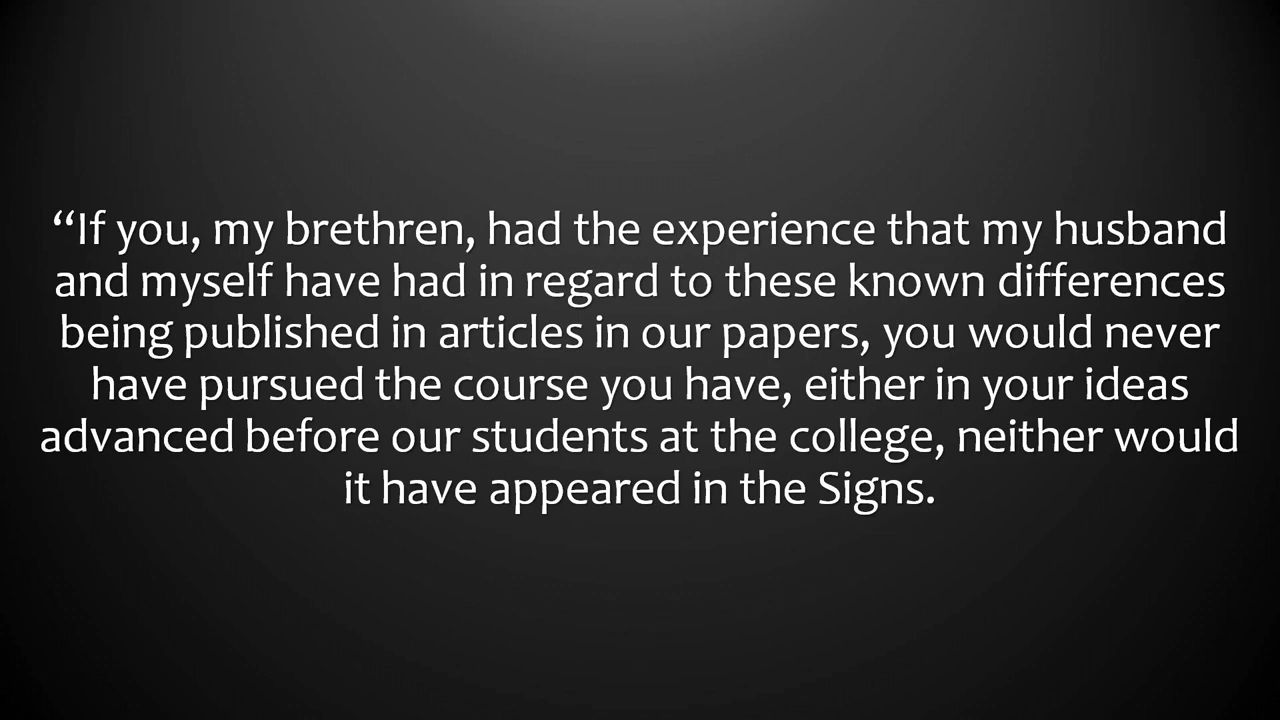 “If you, my brethren, had the experience that my husband
and myself have had in regard to these known differences
being published in articles in our papers, you would never
have pursued the course you have, either in your ideas
advanced before our students at the college, neither would
it have appeared in the Signs.